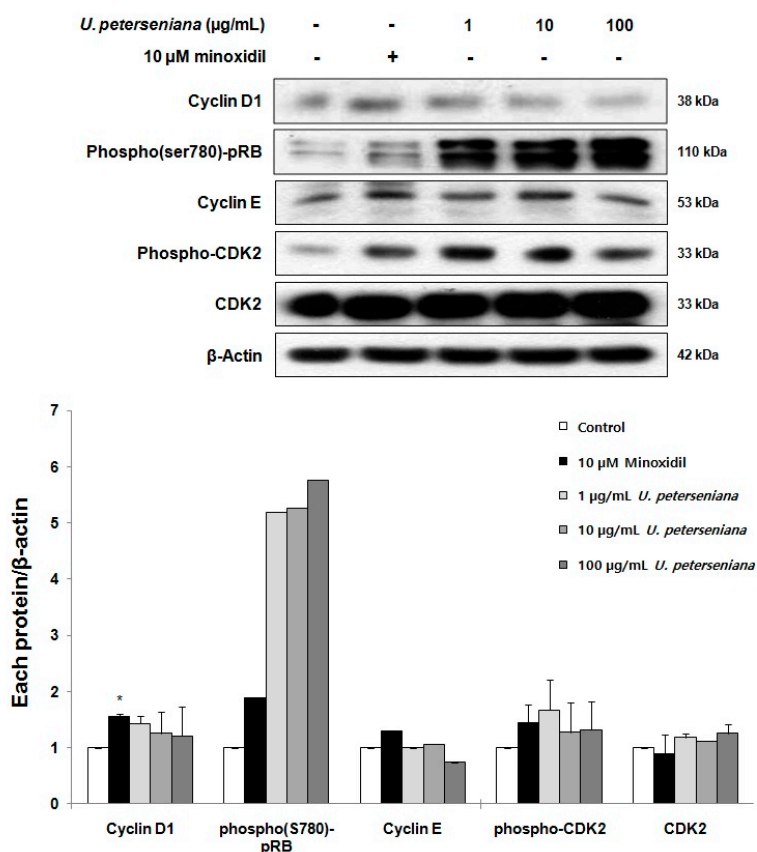 U. peterseniana (µg/mL) - - 1 10 100
10 µM minoxidil - + - - -
Cyclin D1 38 kDa
Phospho(ser780)-pRB 110 kDa
Cyclin E 53 kDa
Phospho-CDK2 33 kDa
CDK2 33 kDa
β-Actin 42 kDa
7
6
5
4
3
2
1
0
Each protein/β-actin
Control
10 µM Minoxidil
1 µg/mL U. peterseniana
10 µg/mL U. peterseniana
100 µg/mL U. peterseniana
*
Cyclin D1 phospho(S780)- Cyclin E phospho-CDK2 CDK2
pRB